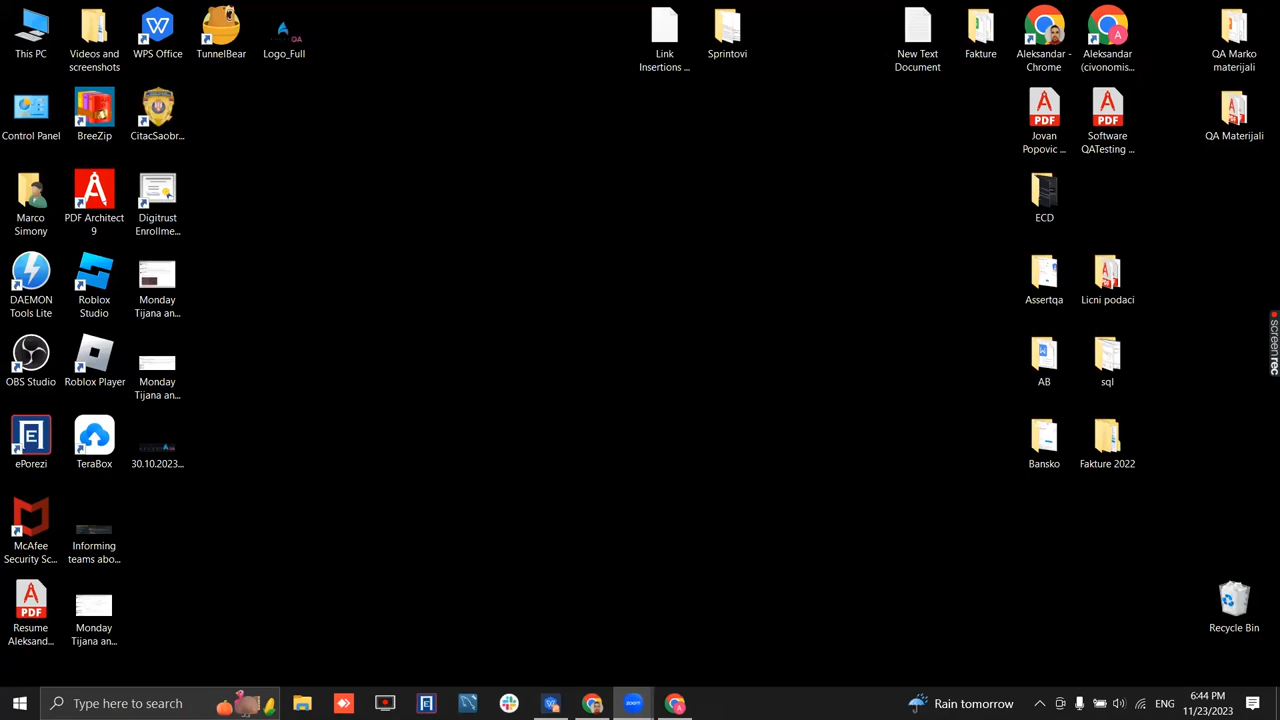 This PC
Videos and
screenshots
WPS Office
TunnelBear
Logo_Full
Link
Insertions ...
Sprintovi
New Text
Document
Fakture
Aleksandar -
Chrome
Aleksandar
(civonomis...
QA Marko
materijali
Control Panel
BreeZip
CitacSaobr...
PDF
Jovan
Popovic ...
PDF
Software
QATesting ...
QA Materijali
Marco
Simony
PDF Architect
9
Digitrust
Enrollme...
ECD
DAEMON
Tools Lite
Roblox
Studio
Monday
Tijana an...
Assertqa
Licni podaci
ScreenRec
OBS Studio
Roblox Player
Monday
Tijana an...
AB
sql
ePorezi
TeraBox
30.10.2023...
Bansko
Fakture 2022
McAfee
Security Sc...
Informing
teams abo...
PDF
Resume
Aleksand...
Monday
Tijana an...
Recycle Bin
Type here to search
zoom
Rain tomorrow
ENG
6:44 PM
11/23/2023